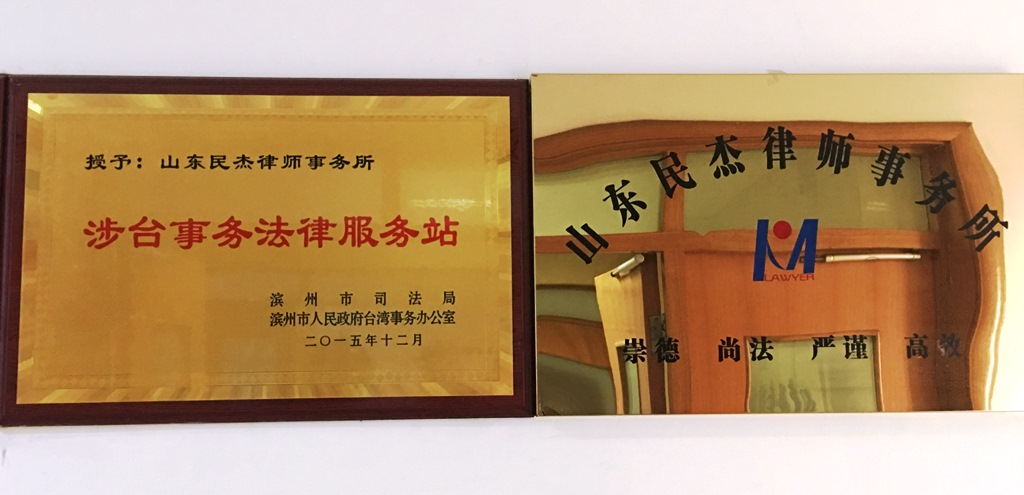 授予：山东民杰律师事务所
涉台事务法律服务站
滨州市司法局
滨州市人民政府台湾事务办公室
二〇一五年十二月
山东民杰律师事务所
M
LAWYER
崇德 尚法 严谨 高效